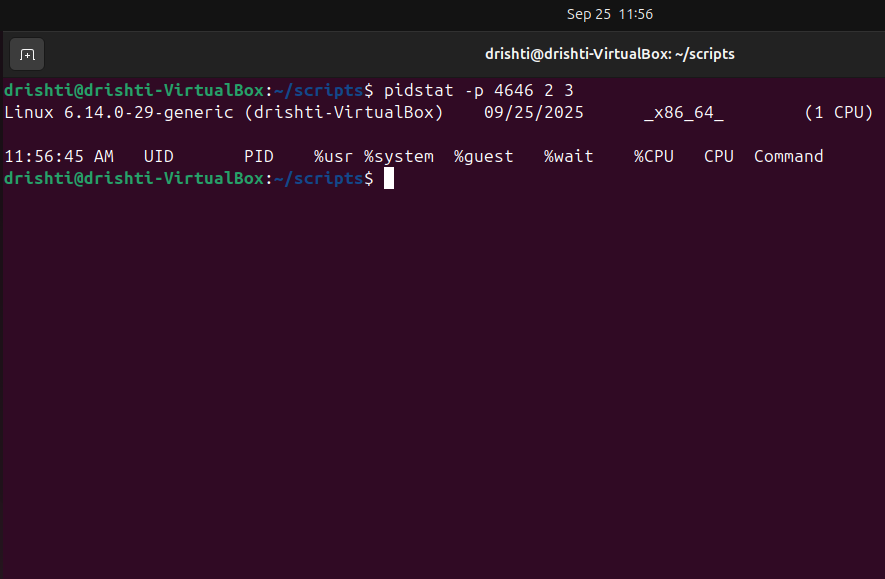 Sep 25 11:56
drishti@drishti-VirtualBox: ~/scripts
drishti@drishti-VirtualBox:~/scripts$ pidstat -p 4646 2 3
Linux 6.14.0-29-generic (drishti-VirtualBox) 09/25/2025 _x86_64_ (1 CPU)
11:56:45 AM UID PID %usr %system %guest %wait %CPU CPU Command
drishti@drishti-VirtualBox:~/scripts$